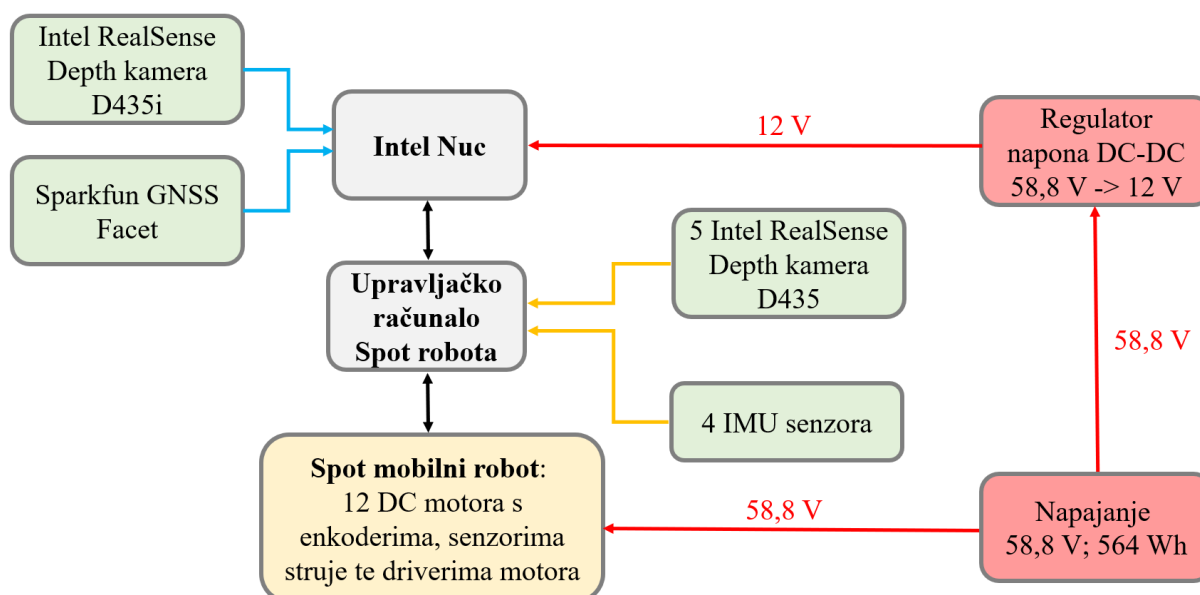 Intel RealSense
Depth kamera
D435i
Sparkfun GNSS
Facet
Intel Nuc
12 V
Regulator
napona DC-DC
58,8 V -> 12 V
5 Intel RealSense
Depth kamera
D435
Upravljačko
računalo
Spot robota
58,8 V
4 IMU senzora
Spot mobilni robot:
12 DC motora s
enkoderima, senzorima
struje te driverima motora
58,8 V
Napajanje
58,8 V; 564 Wh